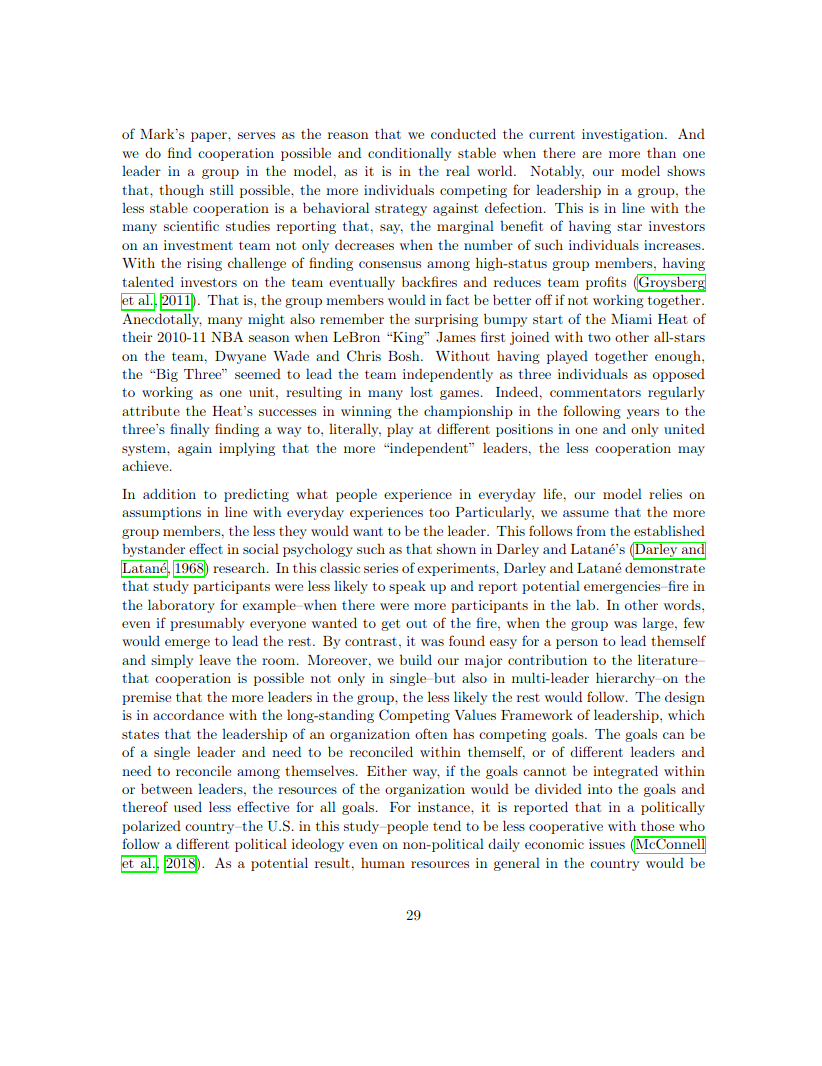 of Mark's paper, serves as the reason that we conducted the current investigation. And
we do find cooperation possible and conditionally stable when there are more than one
leader in a group in the model, as it is in the real world. Notably, our model shows
that, though still possible, the more individuals competing for leadership in a group, the
less stable cooperation is a behavioral strategy against defection. This is in line with the
many scientific studies reporting that, say, the marginal benefit of having star investors
on an investment team not only decreases when the number of such individuals increases.
With the rising challenge of finding consensus among high-status group members, having
talented investors on the team eventually backfires and reduces team profits (Groysberg
et al., 2011). That is, the group members would in fact be better off if not working together.
Anecdotally, many might also remember the surprising bumpy start of the Miami Heat of
their 2010-11 NBA season when LeBron “King” James first joined with two other all-stars
on the team, Dwyane Wade and Chris Bosh. Without having played together enough,
the “Big Three” seemed to lead the team independently as three individuals as opposed
to working as one unit, resulting in many lost games. Indeed, commentators regularly
attribute the Heat's successes in winning the championship in the following years to the
three's finally finding a way to, literally, play at different positions in one and only united
system, again implying that the more “independent” leaders, the less cooperation may
achieve.
In addition to predicting what people experience in everyday life, our model relies on
assumptions in line with everyday experiences too Particularly, we assume that the more
group members, the less they would want to be the leader. This follows from the established
bystander effect in social psychology such as that shown in Darley and Latané's (Darley and
Latané, 1968) research. In this classic series of experiments, Darley and Latané demonstrate
that study participants were less likely to speak up and report potential emergencies–fire in
the laboratory for example–when there were more participants in the lab. In other words,
even if presumably everyone wanted to get out of the fire, when the group was large, few
would emerge to lead the rest. By contrast, it was found easy for a person to lead themself
and simply leave the room. Moreover, we build our major contribution to the literature–
that cooperation is possible not only in single–but also in multi-leader hierarchy–on the
premise that the more leaders in the group, the less likely the rest would follow. The design
is in accordance with the long-standing Competing Values Framework of leadership, which
states that the leadership of an organization often has competing goals. The goals can be
of a single leader and need to be reconciled within themself, or of different leaders and
need to reconcile among themselves. Either way, if the goals cannot be integrated within
or between leaders, the resources of the organization would be divided into the goals and
thereof used less effective for all goals. For instance, it is reported that in a politically
polarized country–the U.S. in this study–people tend to be less cooperative with those who
follow a different political ideology even on non-political daily economic issues (McConnell
et al., 2018). As a potential result, human resources in general in the country would be
29